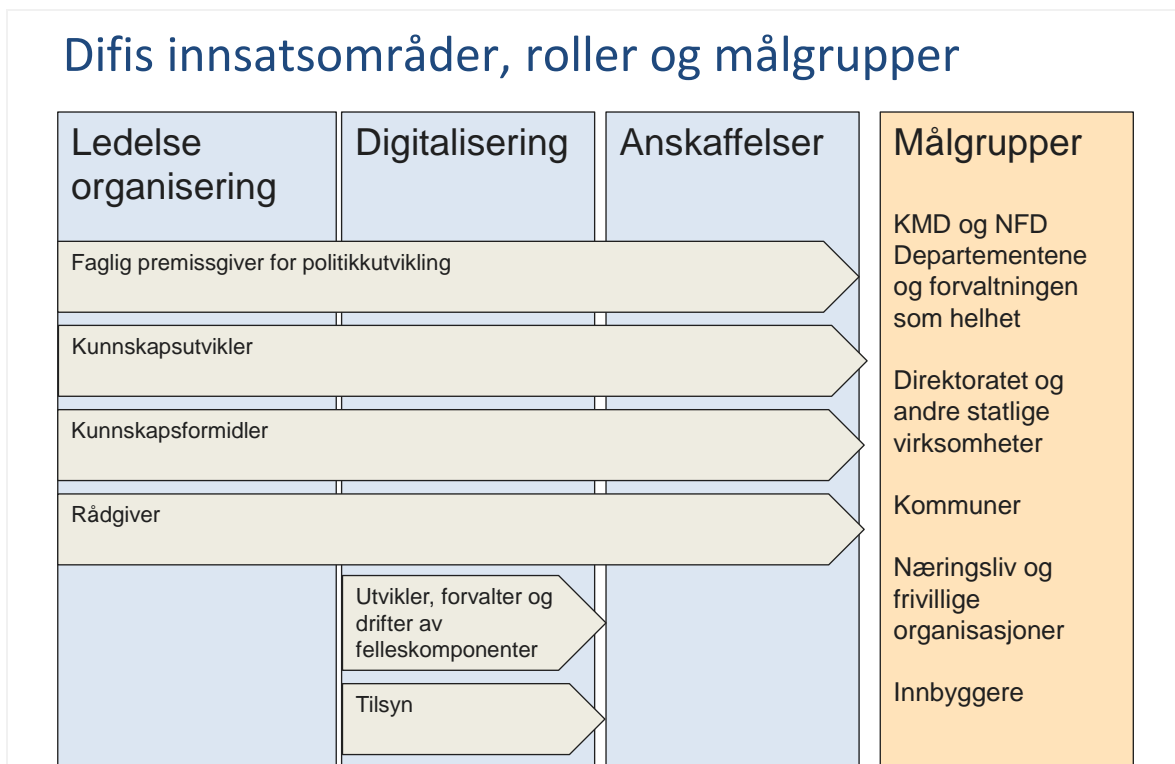 Difis innsatsområder, roller og målgrupper
Ledelse
organisering
Digitalisering
Anskaffelser
Faglig premissgiver for politikkutvikling
Kunnskapsutvikler
Kunnskapsformidler
Rådgiver
Utvikler, forvalter og
drifter av
felleskomponenter
Tilsyn
Målgrupper
KMD og NFD
Departementene
og forvaltningen
som helhet
Direktoratet og
andre statlige
virksomheter
Kommuner
Næringsliv og
frivillige
organisasjoner
Innbyggere